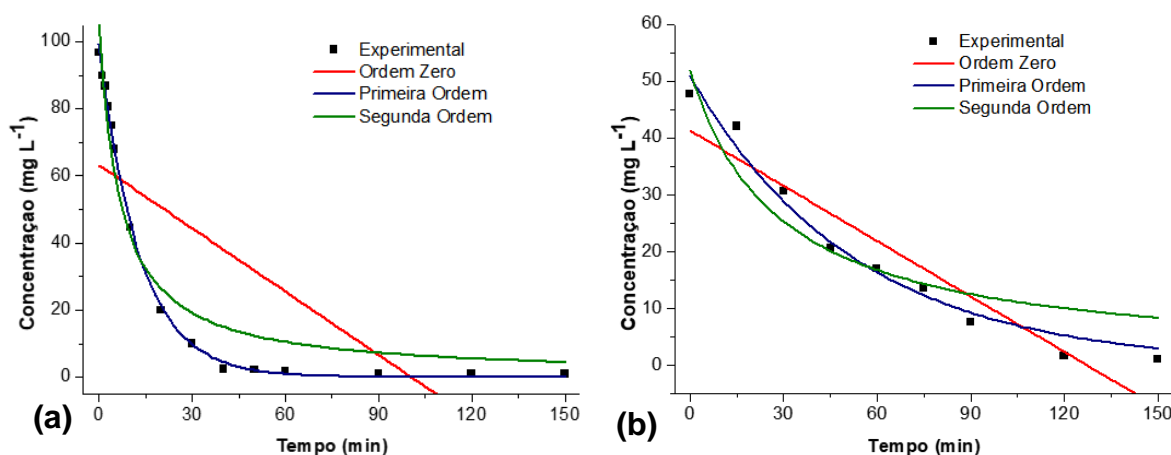 100
80
60
40
20
0
Concentraçao (mg L⁻¹)
Experimental
Ordem Zero
Primeira Ordem
Segunda Ordem
0 30 60 90 120 150
Tempo (min)
(a)
60
50
40
30
20
10
0
Concentraçao (mg L⁻¹)
Experimental
Ordem Zero
Primeira Ordem
Segunda Ordem
0 30 60 90 120 150
Tempo (min)
(b)